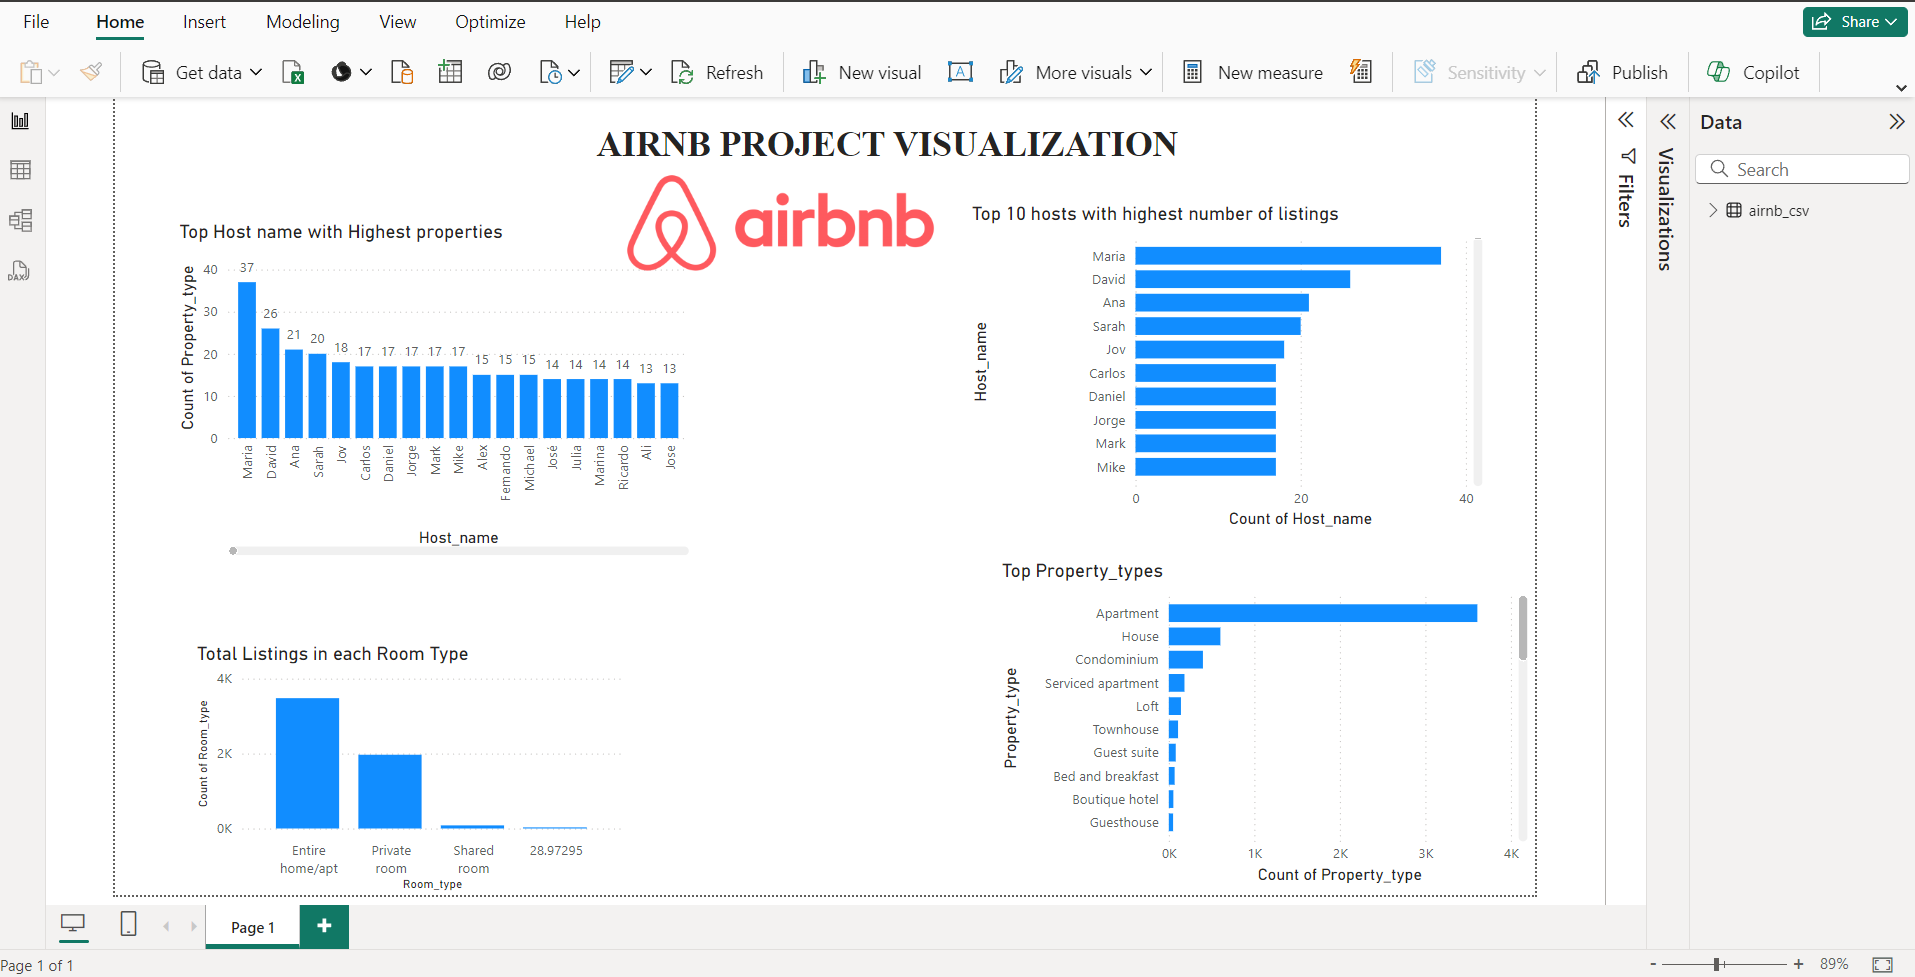 File Home Insert Modeling View Optimize Help
Share
Get data Refresh New visual A More visuals New measure Sensitivity Publish Copilot
DAX
AIRNB PROJECT VISUALIZATION
airbnb
Top Host name with Highest properties
Count of Property_type
40
30
20
10
0
37 26 21 20 18 17 17 17 17 17 15 15 15 14 14 14 14 13 13
Maria David Ana Sarah Jov Carlos Daniel Jorge Mark Mike Alex Fernando Michael José Julia Marina Ricardo Ali Jose
Host_name
Top 10 hosts with highest number of listings
Host_name
Maria
David
Ana
Sarah
Jov
Carlos
Daniel
Jorge
Mark
Mike
0 20 40
Count of Host_name
Total Listings in each Room Type
Count of Room_type
4K
2K
0K
Entire home/apt
Private room
Shared room
28.97295
Room_type
Top Property_types
Property_type
Apartment
House
Condominium
Serviced apartment
Loft
Townhouse
Guest suite
Bed and breakfast
Boutique hotel
Guesthouse
0K 1K 2K 3K 4K
Count of Property_type
Filters
Visualizations
Data
Search
airnb_csv
Page 1
+
Page 1 of 1
- + 89%